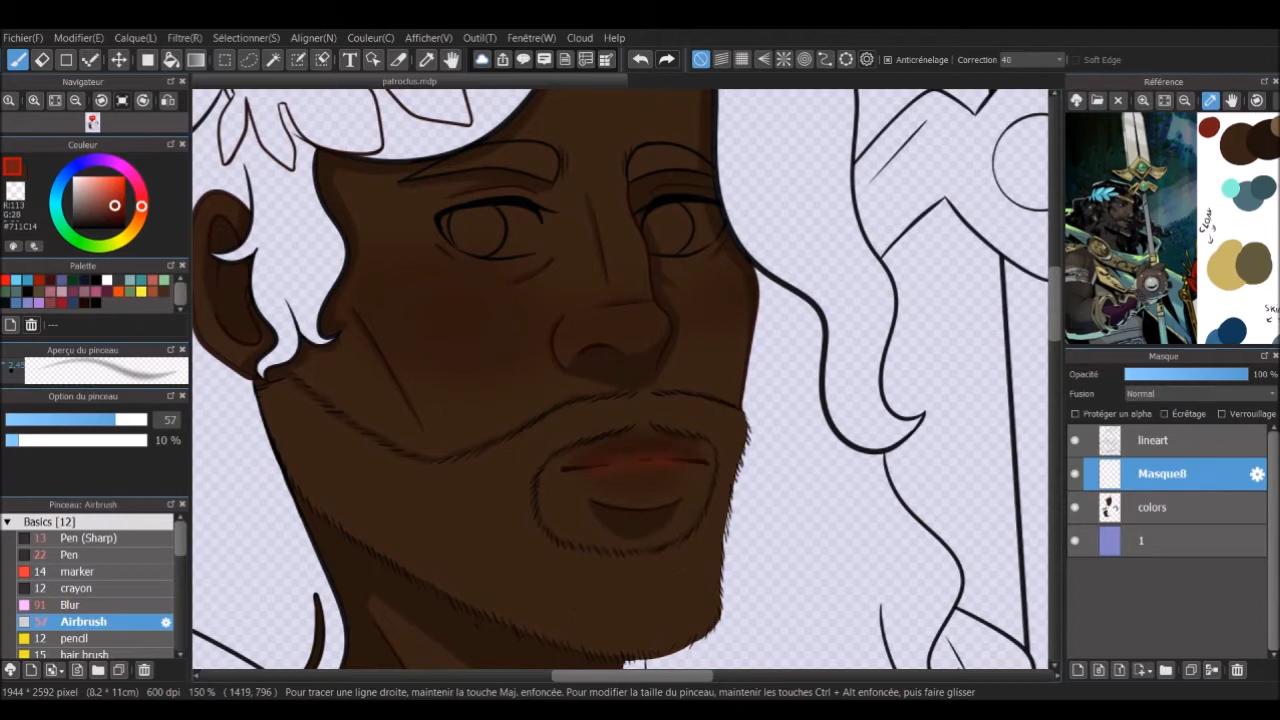 Fichier(F) Modifier(E) Calque(L) Filtre(R) Sélectionner(S) Aligner(N) Couleur(C) Afficher(V) Outil(T) Fenêtre(W) Cloud Help
Anticrénelage Correction 40 Soft Edge
Navigateur
patroclus.mdp
Référence
Couleur
R:113
G:28
#711C14
Palette
---
Aperçu du pinceau
* 2.45
Option du pinceau
57
10 %
Pinceau: Airbrush
Basics [12]
13 Pen (Sharp)
22 Pen
14 marker
12 crayon
91 Blur
57 Airbrush
12 pencil
15 hair brush
Masque
Opacité 100 %
Fusion Normal
Protéger un alpha Écrêtage Verrouillage
lineart
Masque8
colors
1
1944 * 2592 pixel (8.2 * 11cm) 600 dpi 150 % ( 1419, 796 ) Pour tracer une ligne droite, maintenir la touche Maj. enfoncée. Pour modifier la taille du pinceau, maintenir les touches Ctrl + Alt enfoncée, puis faire glisser